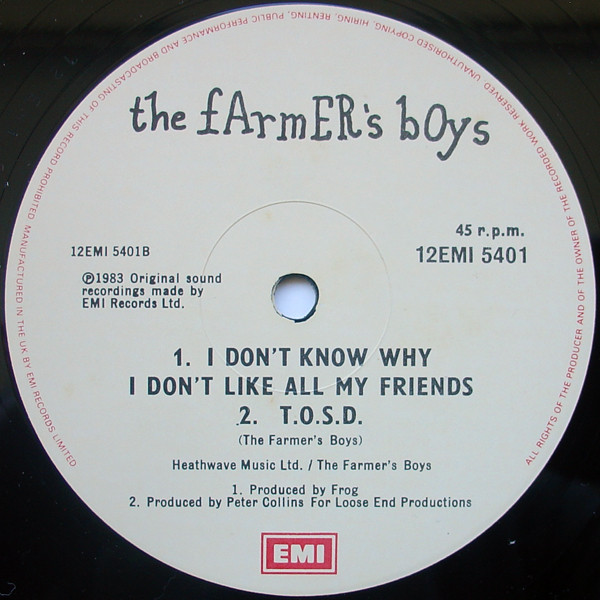 the fArmER's bOys
45 r.p.m.
12EMI 5401B
12EMI 5401
℗1983 Original sound
recordings made by
EMI Records Ltd.
1. I DON'T KNOW WHY
I DON'T LIKE ALL MY FRIENDS
2. T.O.S.D.
(The Farmer's Boys)
Heathwave Music Ltd. / The Farmer's Boys
1. Produced by Frog
2. Produced by Peter Collins For Loose End Productions
EMI
ALL RIGHTS OF THE PRODUCER AND OF THE OWNER OF THE RECORDED WORK RESERVED. UNAUTHORISED COPYING, HIRING, RENTING, PUBLIC PERFORMANCE AND BROADCASTING OF THIS RECORD PROHIBITED. MANUFACTURED IN THE UK BY EMI RECORDS LIMITED